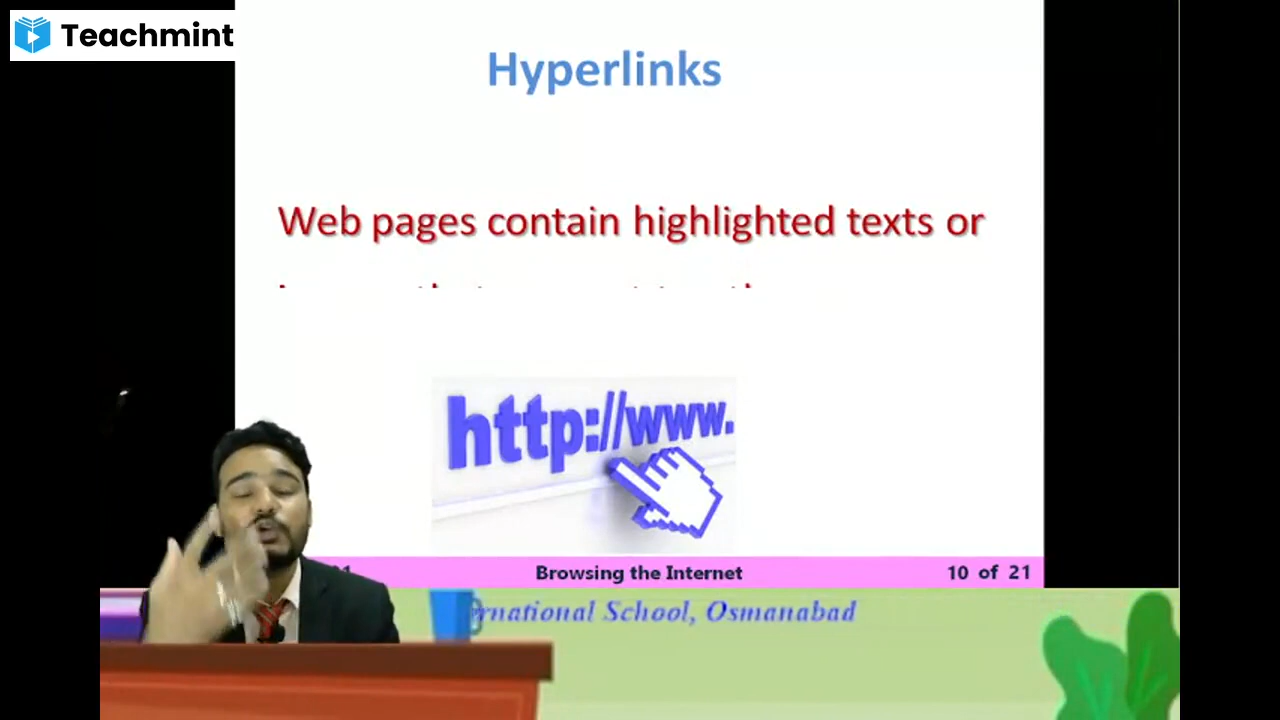 Teachmint
Hyperlinks
Web pages contain highlighted texts or
http://www.
Browsing the Internet
10 of 21
rnational School, Osmanabad